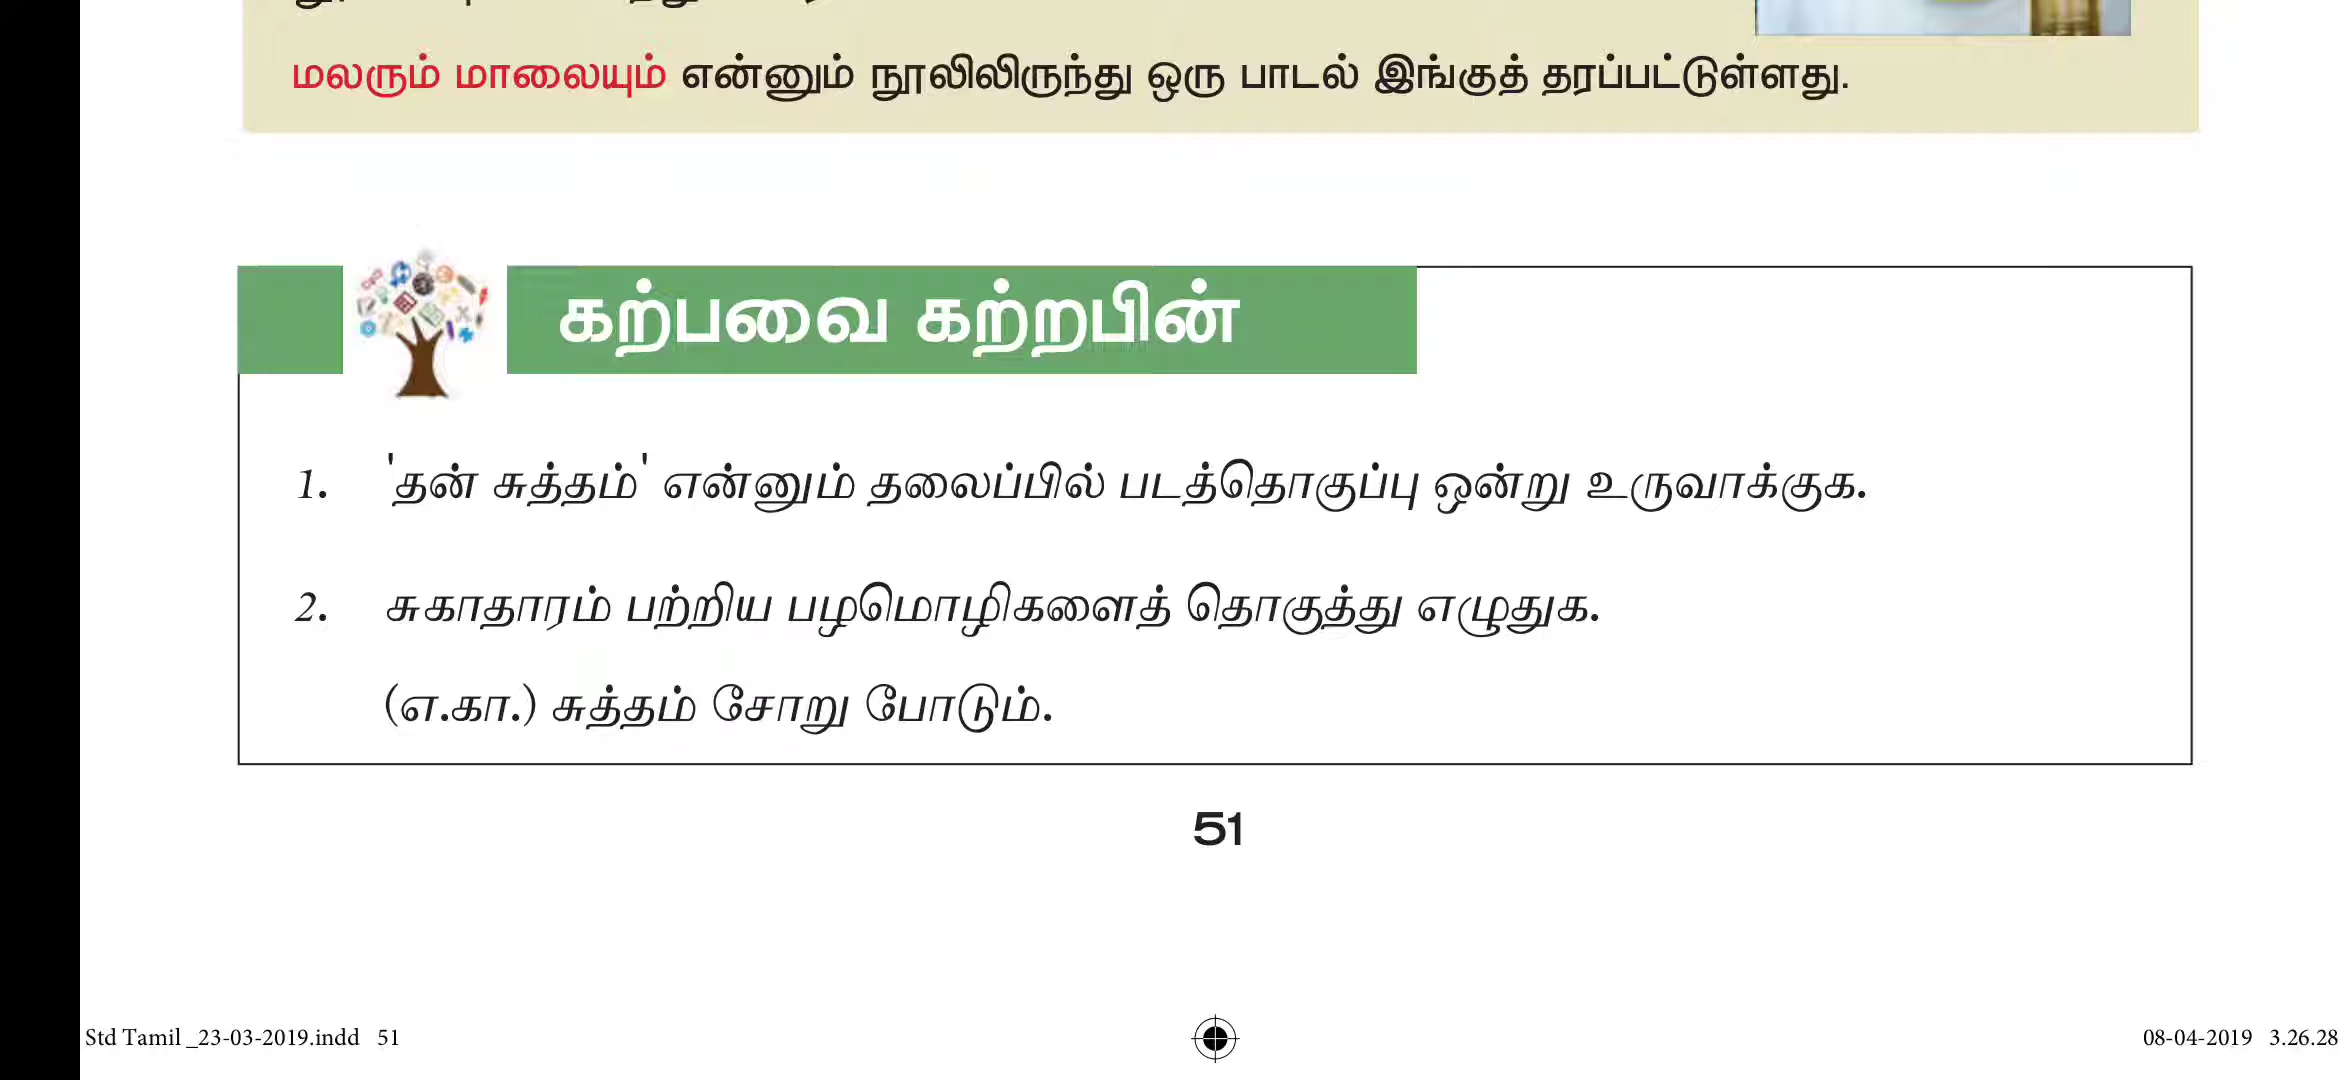 மலரும் மாலையும் என்னும் நூலிலிருந்து ஒரு பாடல் இங்குத் தரப்பட்டுள்ளது.
கற்பவை கற்றபின்
1. 'தன் சுத்தம்' என்னும் தலைப்பில் படத்தொகுப்பு ஒன்று உருவாக்குக.
2. சுகாதாரம் பற்றிய பழமொழிகளைத் தொகுத்து எழுதுக.
(எ.கா.) சுத்தம் சோறு போடும்.
51
Std Tamil _23-03-2019.indd 51
08-04-2019 3.26.28